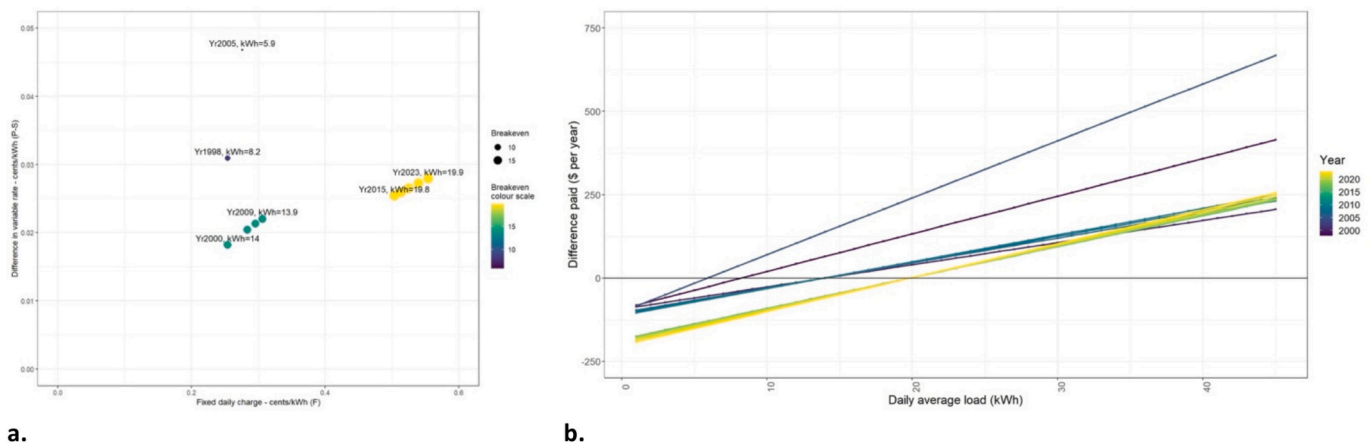 0.05
0.04
0.03
0.02
0.01
0.00
Difference in variable rate - cents/kWh (P-S)
Yr2005, kWh=5.9
Yr1998, kWh=8.2
Yr2023, kWh=19.9
Yr2015, kWh=19.8
Yr2009, kWh=13.9
Yr2000, kWh=14
0.0 0.2 0.4 0.6
Fixed daily charge - cents/kWh (F)
Breakeven
10
15
Breakeven
colour scale
15
10
a.
750
500
250
0
-250
Difference paid ($ per year)
0 10 20 30 40
Daily average load (kWh)
Year
2020
2015
2010
2005
2000
b.